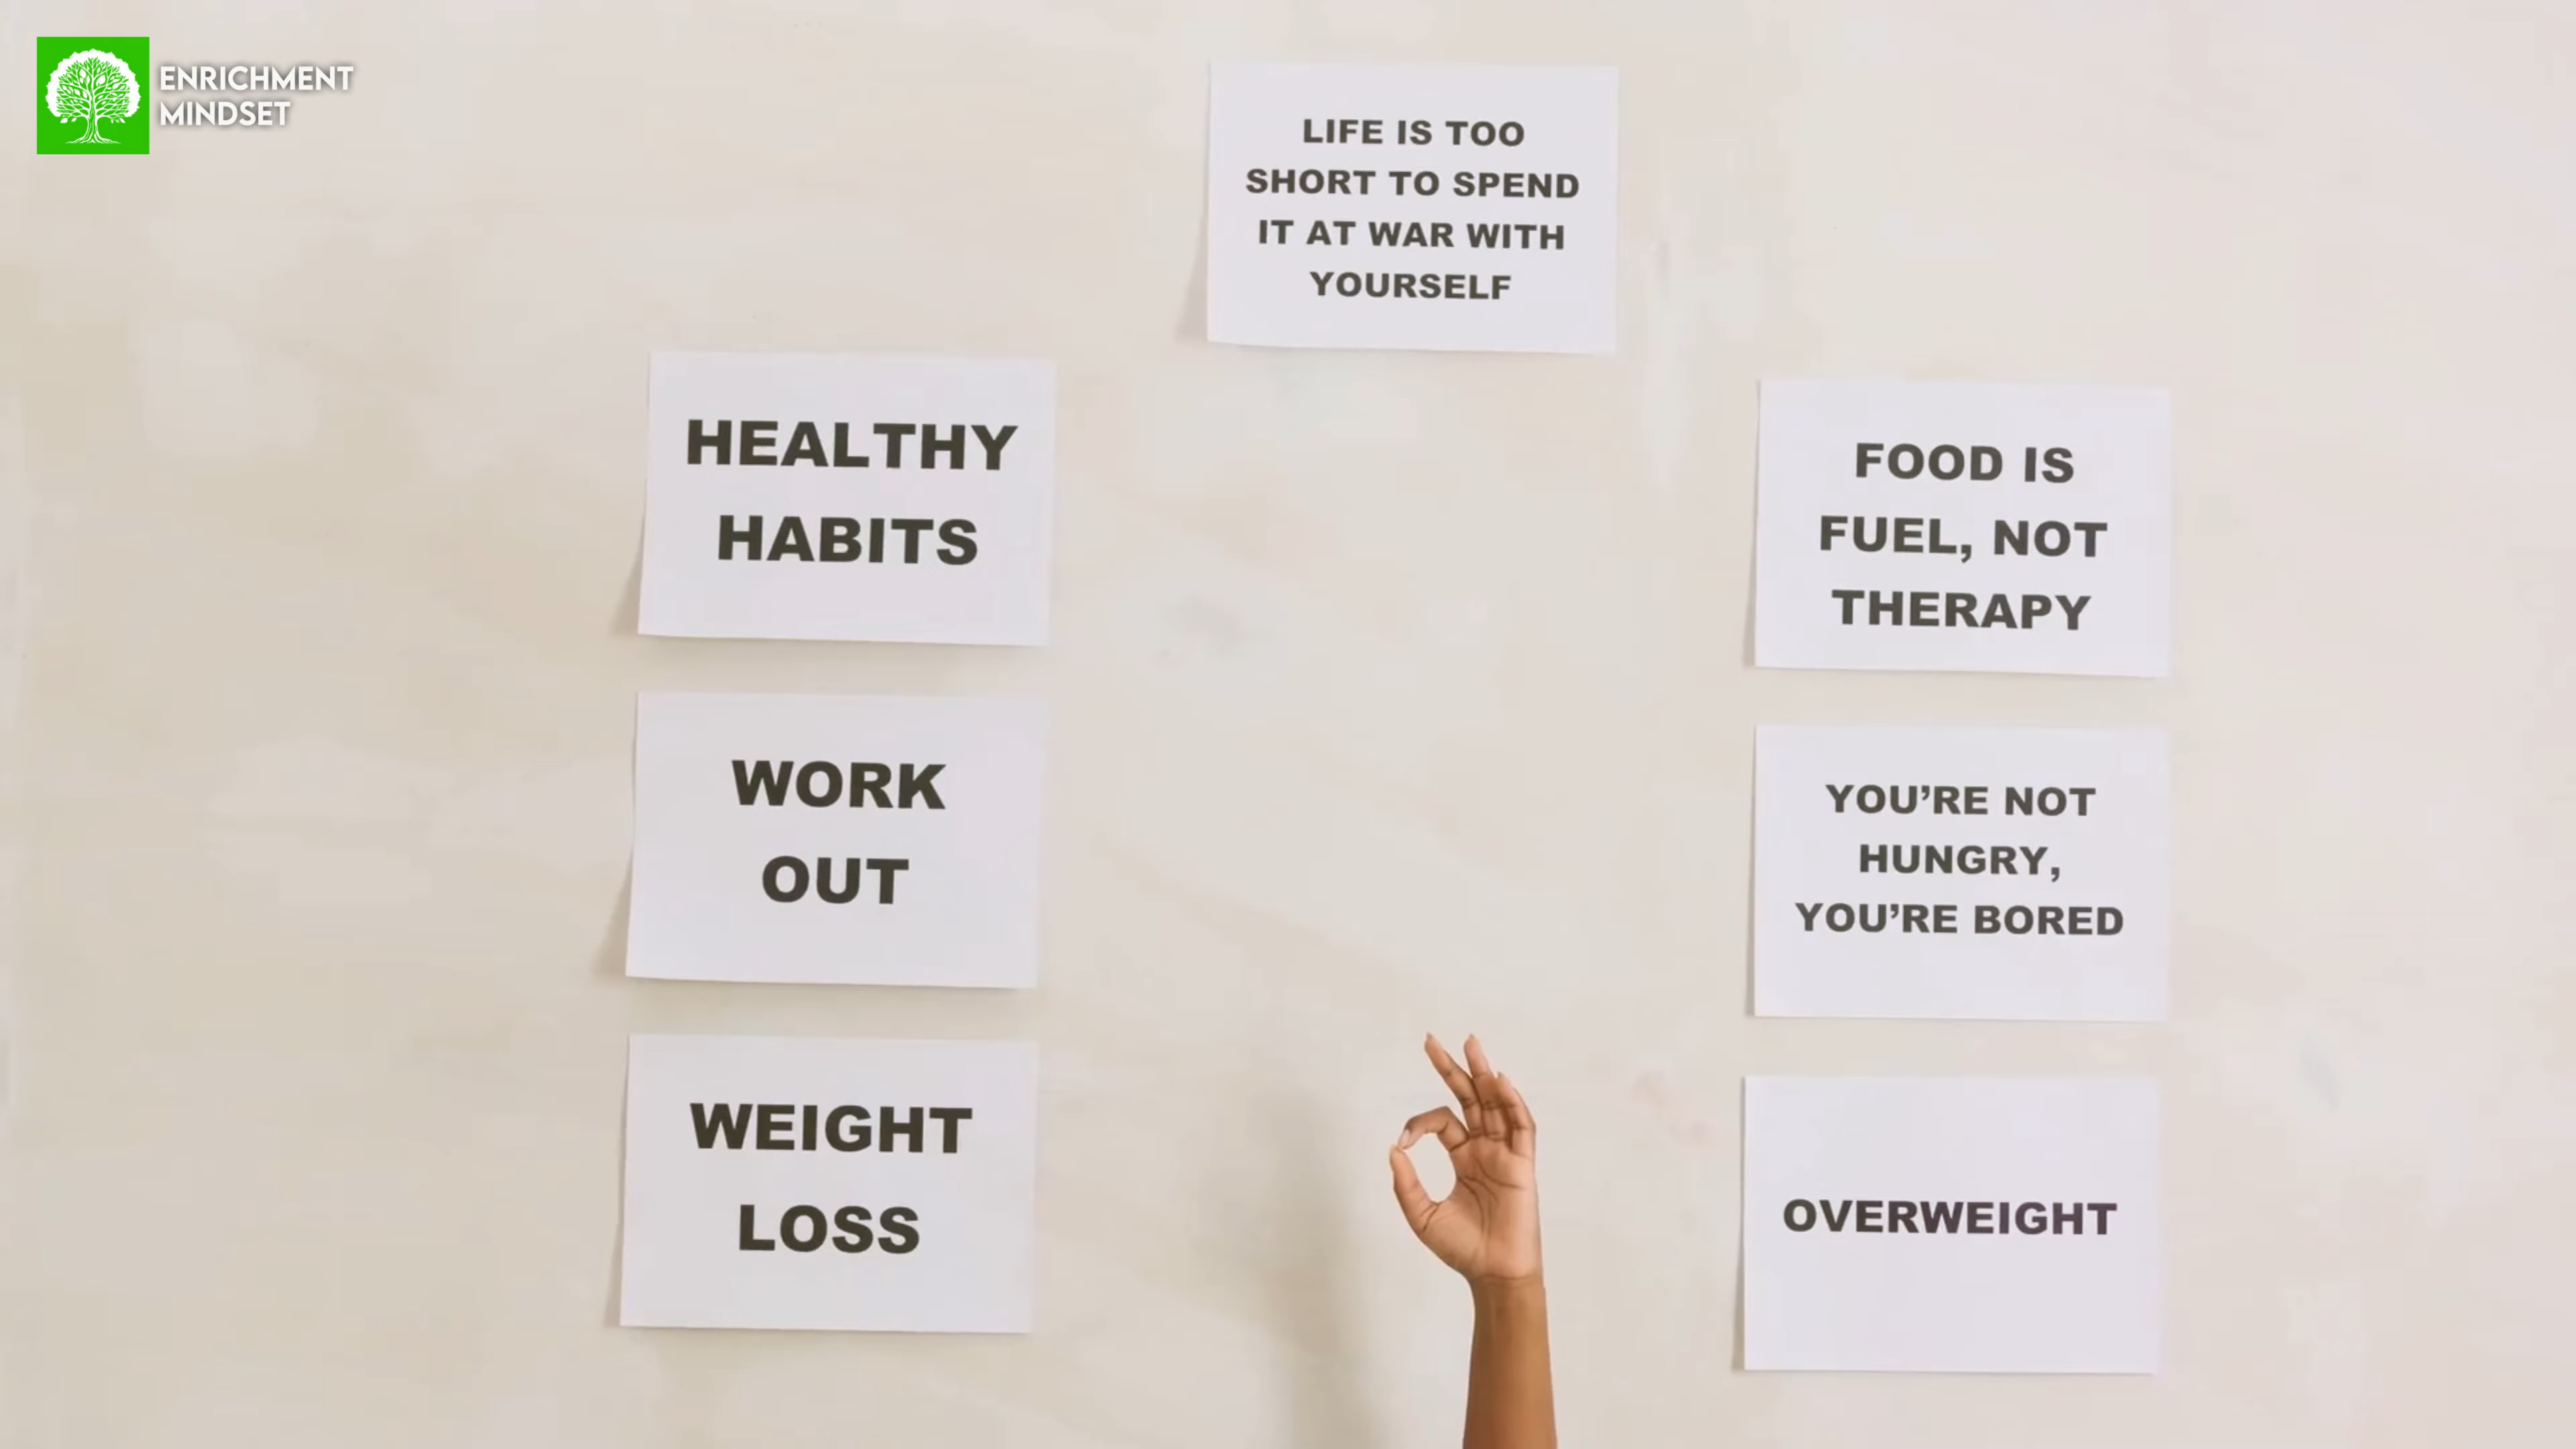 ENRICHMENT
MINDSET
LIFE IS TOO
SHORT TO SPEND
IT AT WAR WITH
YOURSELF
HEALTHY
HABITS
WORK
OUT
WEIGHT
LOSS
FOOD IS
FUEL, NOT
THERAPY
YOU’RE NOT
HUNGRY,
YOU’RE BORED
OVERWEIGHT